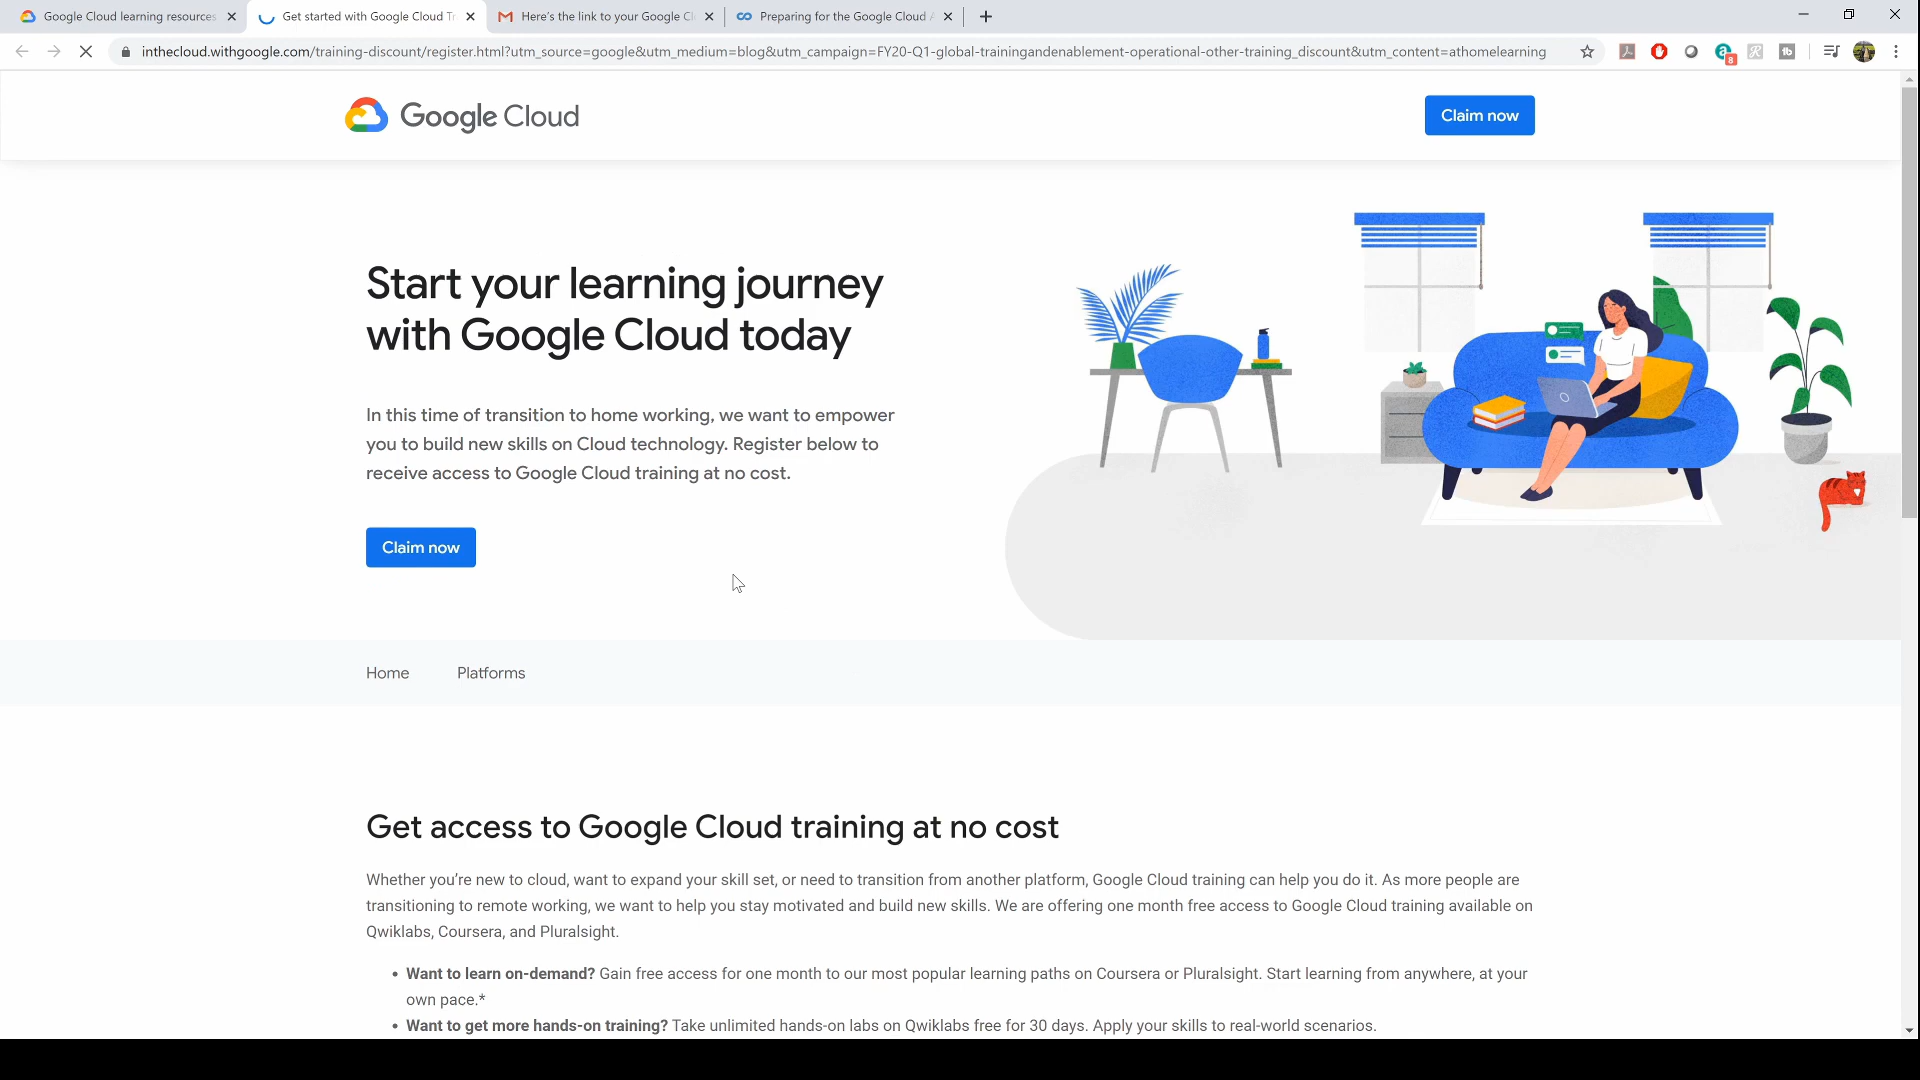 Google Cloud learning resources
Get started with Google Cloud Tr
Here's the link to your Google Cl
Preparing for the Google Cloud A
inthecloud.withgoogle.com/training-discount/register.html?utm_source=google&utm_medium=blog&utm_campaign=FY20-Q1-global-trainingandenablement-operational-other-training_discount&utm_content=athomelearning
8
Google Cloud
Claim now
Start your learning journey
with Google Cloud today
In this time of transition to home working, we want to empower
you to build new skills on Cloud technology. Register below to
receive access to Google Cloud training at no cost.
Claim now
Home
Platforms
Get access to Google Cloud training at no cost
Whether you're new to cloud, want to expand your skill set, or need to transition from another platform, Google Cloud training can help you do it. As more people are
transitioning to remote working, we want to help you stay motivated and build new skills. We are offering one month free access to Google Cloud training available on
Qwiklabs, Coursera, and Pluralsight.
• Want to learn on-demand? Gain free access for one month to our most popular learning paths on Coursera or Pluralsight. Start learning from anywhere, at your
own pace.*
• Want to get more hands-on training? Take unlimited hands-on labs on Qwiklabs free for 30 days. Apply your skills to real-world scenarios.